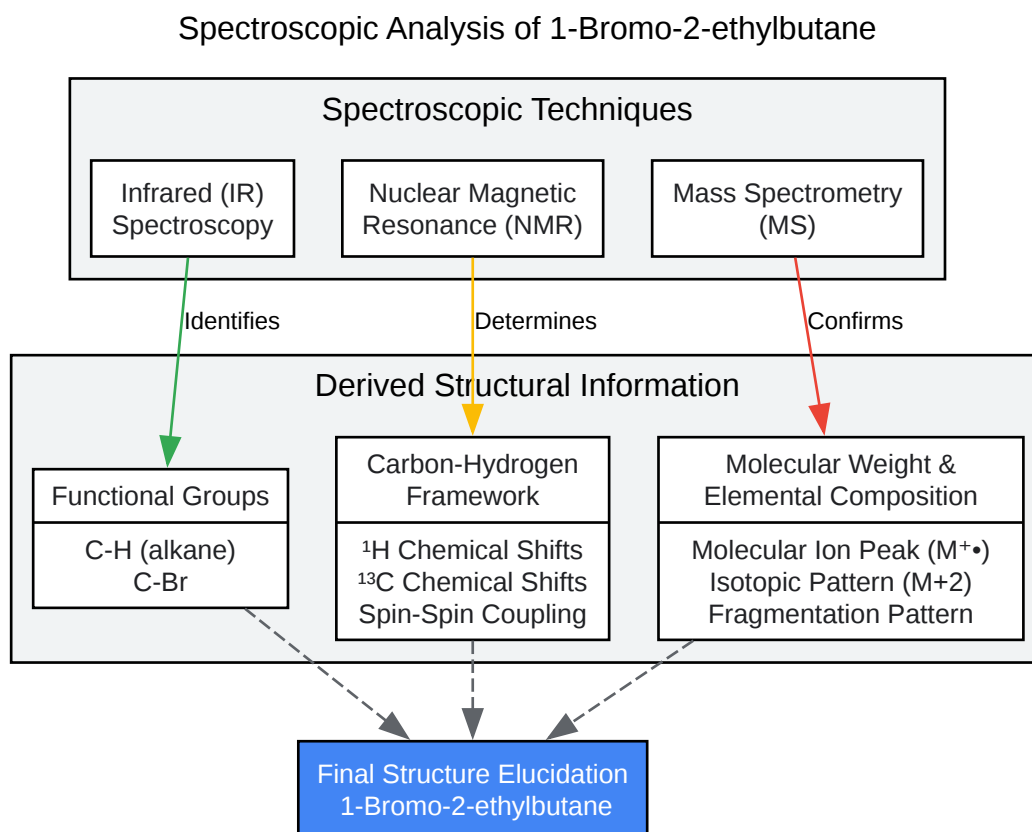 Spectroscopic Analysis of 1-Bromo-2-ethylbutane
Spectroscopic Techniques
Infrared (IR)
Spectroscopy
Nuclear Magnetic
Resonance (NMR)
Mass Spectrometry
(MS)
Identifies
Determines
Confirms
Derived Structural Information
Functional Groups
C-H (alkane)
C-Br
Carbon-Hydrogen
Framework
¹H Chemical Shifts
¹³C Chemical Shifts
Spin-Spin Coupling
Molecular Weight &
Elemental Composition
Molecular Ion Peak (M⁺•)
Isotopic Pattern (M+2)
Fragmentation Pattern
Final Structure Elucidation
1-Bromo-2-ethylbutane